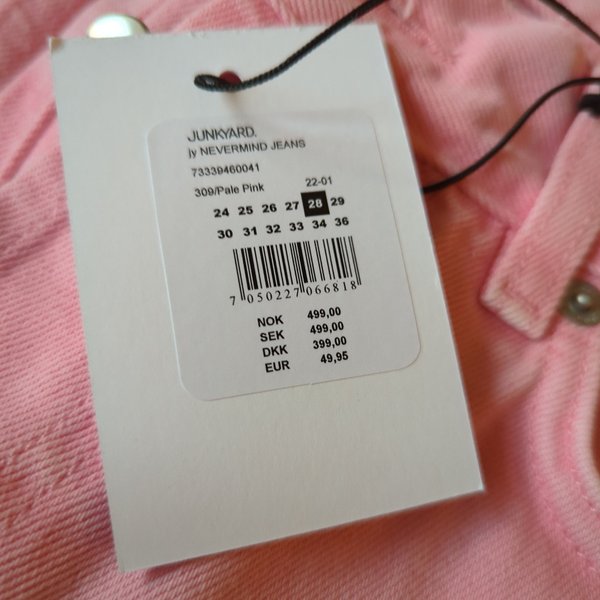 JUNKYARD.
jy NEVERMIND JEANS
73339460041
309/Pale Pink 22-01
24 25 26 27 28 29
30 31 32 33 34 36
7 050227 066818
NOK 499,00
SEK 499,00
DKK 399,00
EUR 49,95